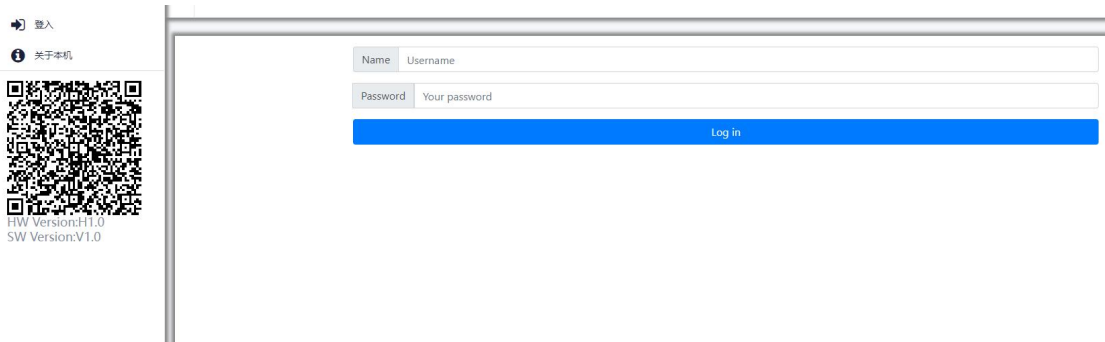 登入
关于本机
HW Version:H1.0
SW Version:V1.0
Name Username
Password Your password
Log in